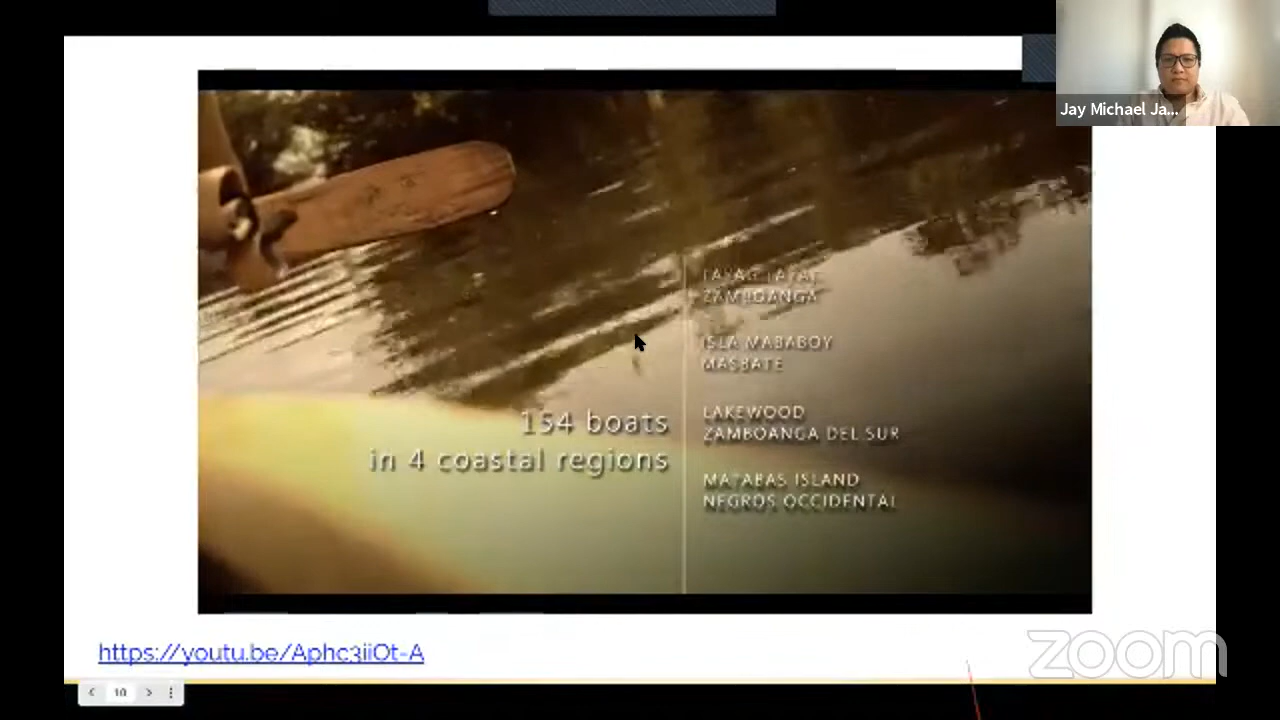 Jay Michael Ja...
ZAMBOANGA
ISLA MABABOY
MASBATE
154 boats
in 4 coastal regions
LAKEWOOD
ZAMBOANGA DEL SUR
MATABAS ISLAND
NEGROS OCCIDENTAL
https://youtu.be/Aphc3iiOt-A
zoom
10